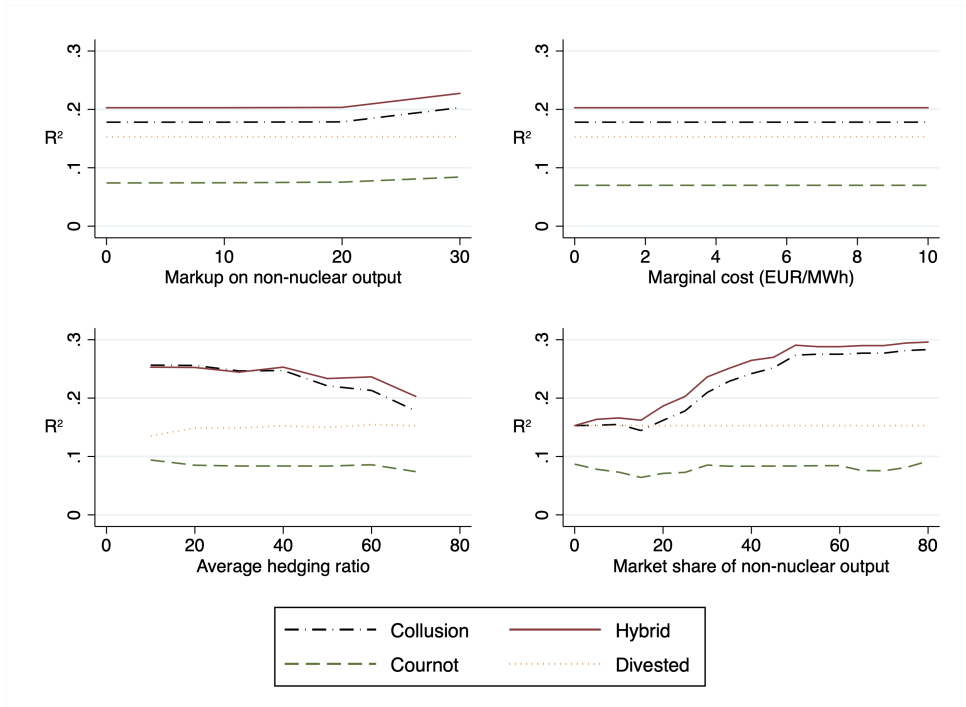 .3
.2
R²
.1
0
0 10 20 30
Markup on non-nuclear output
.3
.2
R²
.1
0
0 2 4 6 8 10
Marginal cost (EUR/MWh)
.3
.2
R²
.1
0
0 20 40 60 80
Average hedging ratio
.3
.2
R²
.1
0
0 20 40 60 80
Market share of non-nuclear output
Collusion Hybrid
Cournot Divested